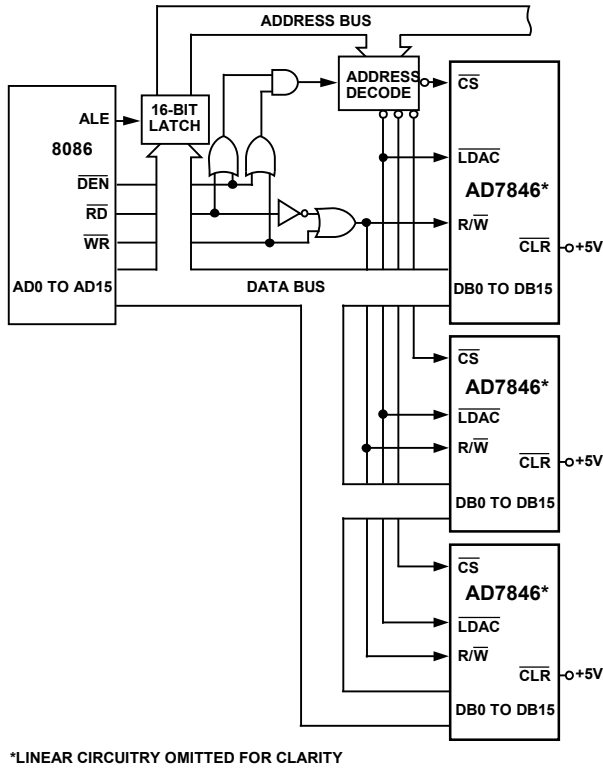 ADDRESS BUS
ALE
8086
DEN
RD
WR
AD0 TO AD15
16-BIT
LATCH
ADDRESS
DECODE
DATA BUS
CS
LDAC
AD7846*
R/W
CLR
+5V
DB0 TO DB15
CS
AD7846*
LDAC
R/W
CLR
+5V
DB0 TO DB15
CS
AD7846*
LDAC
R/W
CLR
+5V
DB0 TO DB15
*LINEAR CIRCUITRY OMITTED FOR CLARITY